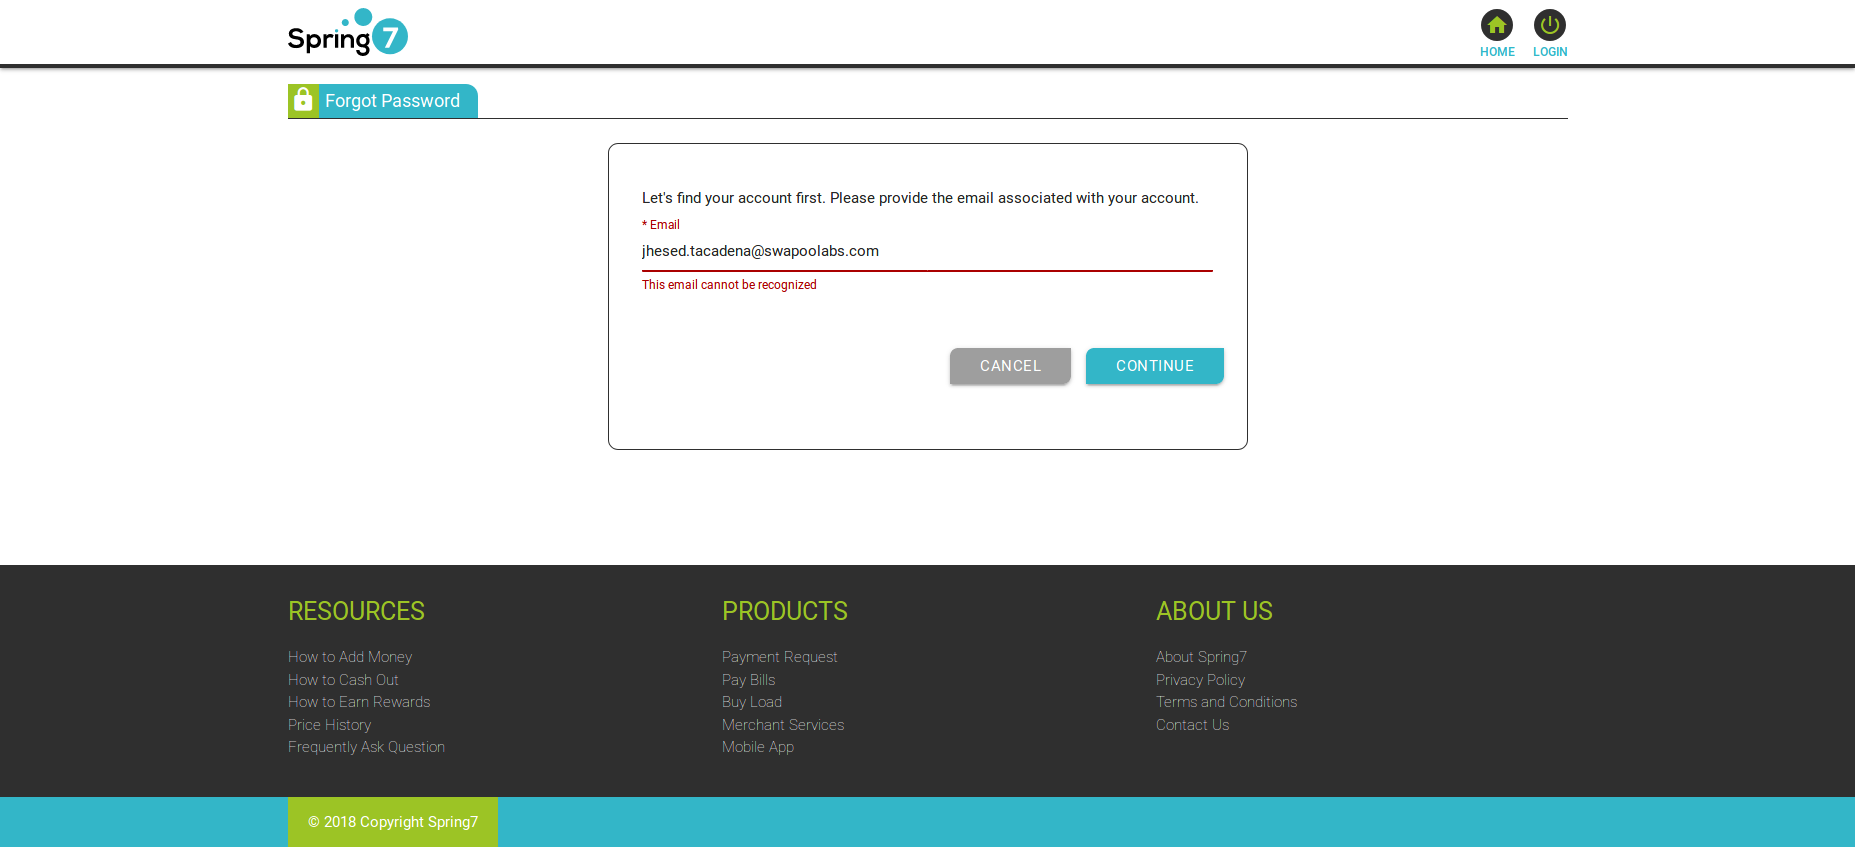 Spring7
HOME
LOGIN
Forgot Password
Let's find your account first. Please provide the email associated with your account.
* Email
jhesed.tacadena@swapoolabs.com
This email cannot be recognized
CANCEL
CONTINUE
RESOURCES
How to Add Money
How to Cash Out
How to Earn Rewards
Price History
Frequently Ask Question
PRODUCTS
Payment Request
Pay Bills
Buy Load
Merchant Services
Mobile App
ABOUT US
About Spring7
Privacy Policy
Terms and Conditions
Contact Us
© 2018 Copyright Spring7